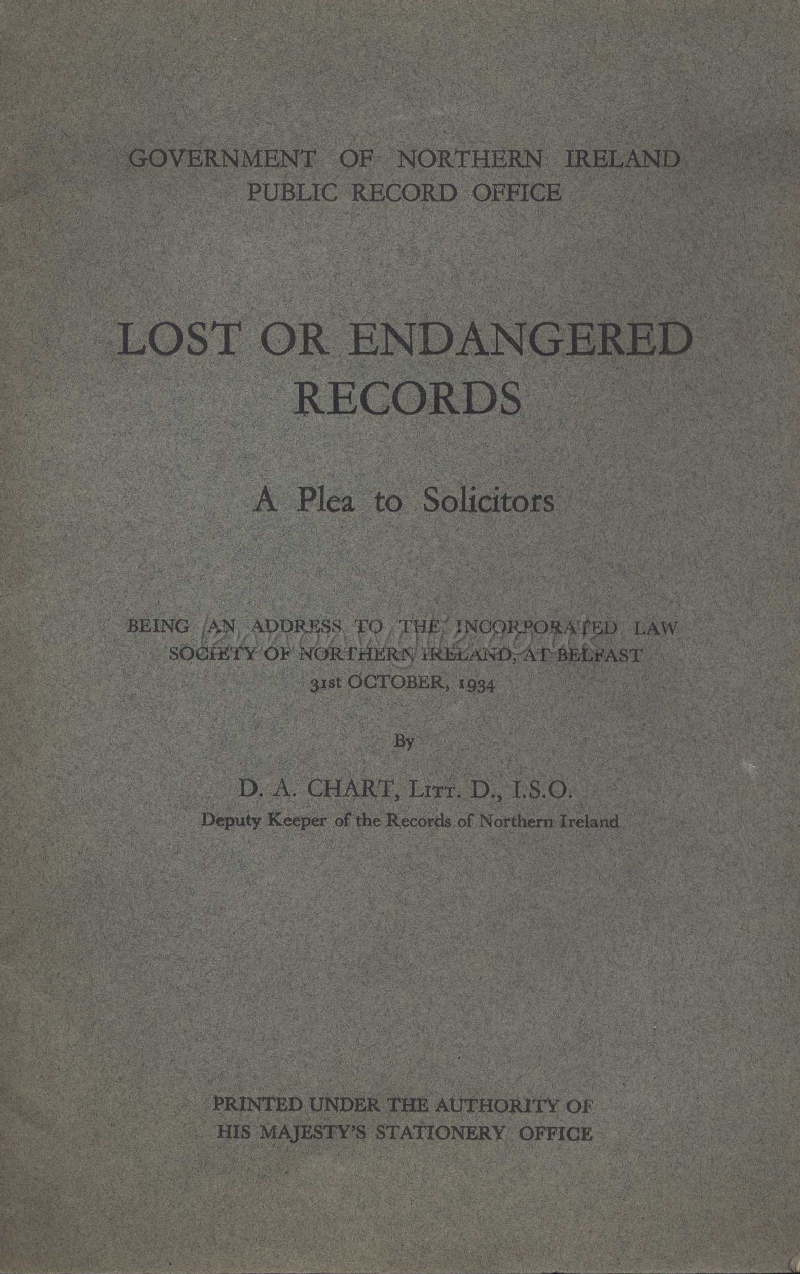 GOVERNMENT OF NORTHERN IRELAND
PUBLIC RECORD OFFICE
LOST OR ENDANGERED
RECORDS
A Plea to Solicitors
BEING AN ADDRESS TO THE INCORPORATED LAW
SOCIETY OF NORTHERN IRELAND, AT BELFAST
31st OCTOBER, 1934
By
D. A. CHART, LITT. D., I.S.O.
Deputy Keeper of the Records of Northern Ireland
PRINTED UNDER THE AUTHORITY OF
HIS MAJESTY'S STATIONERY OFFICE